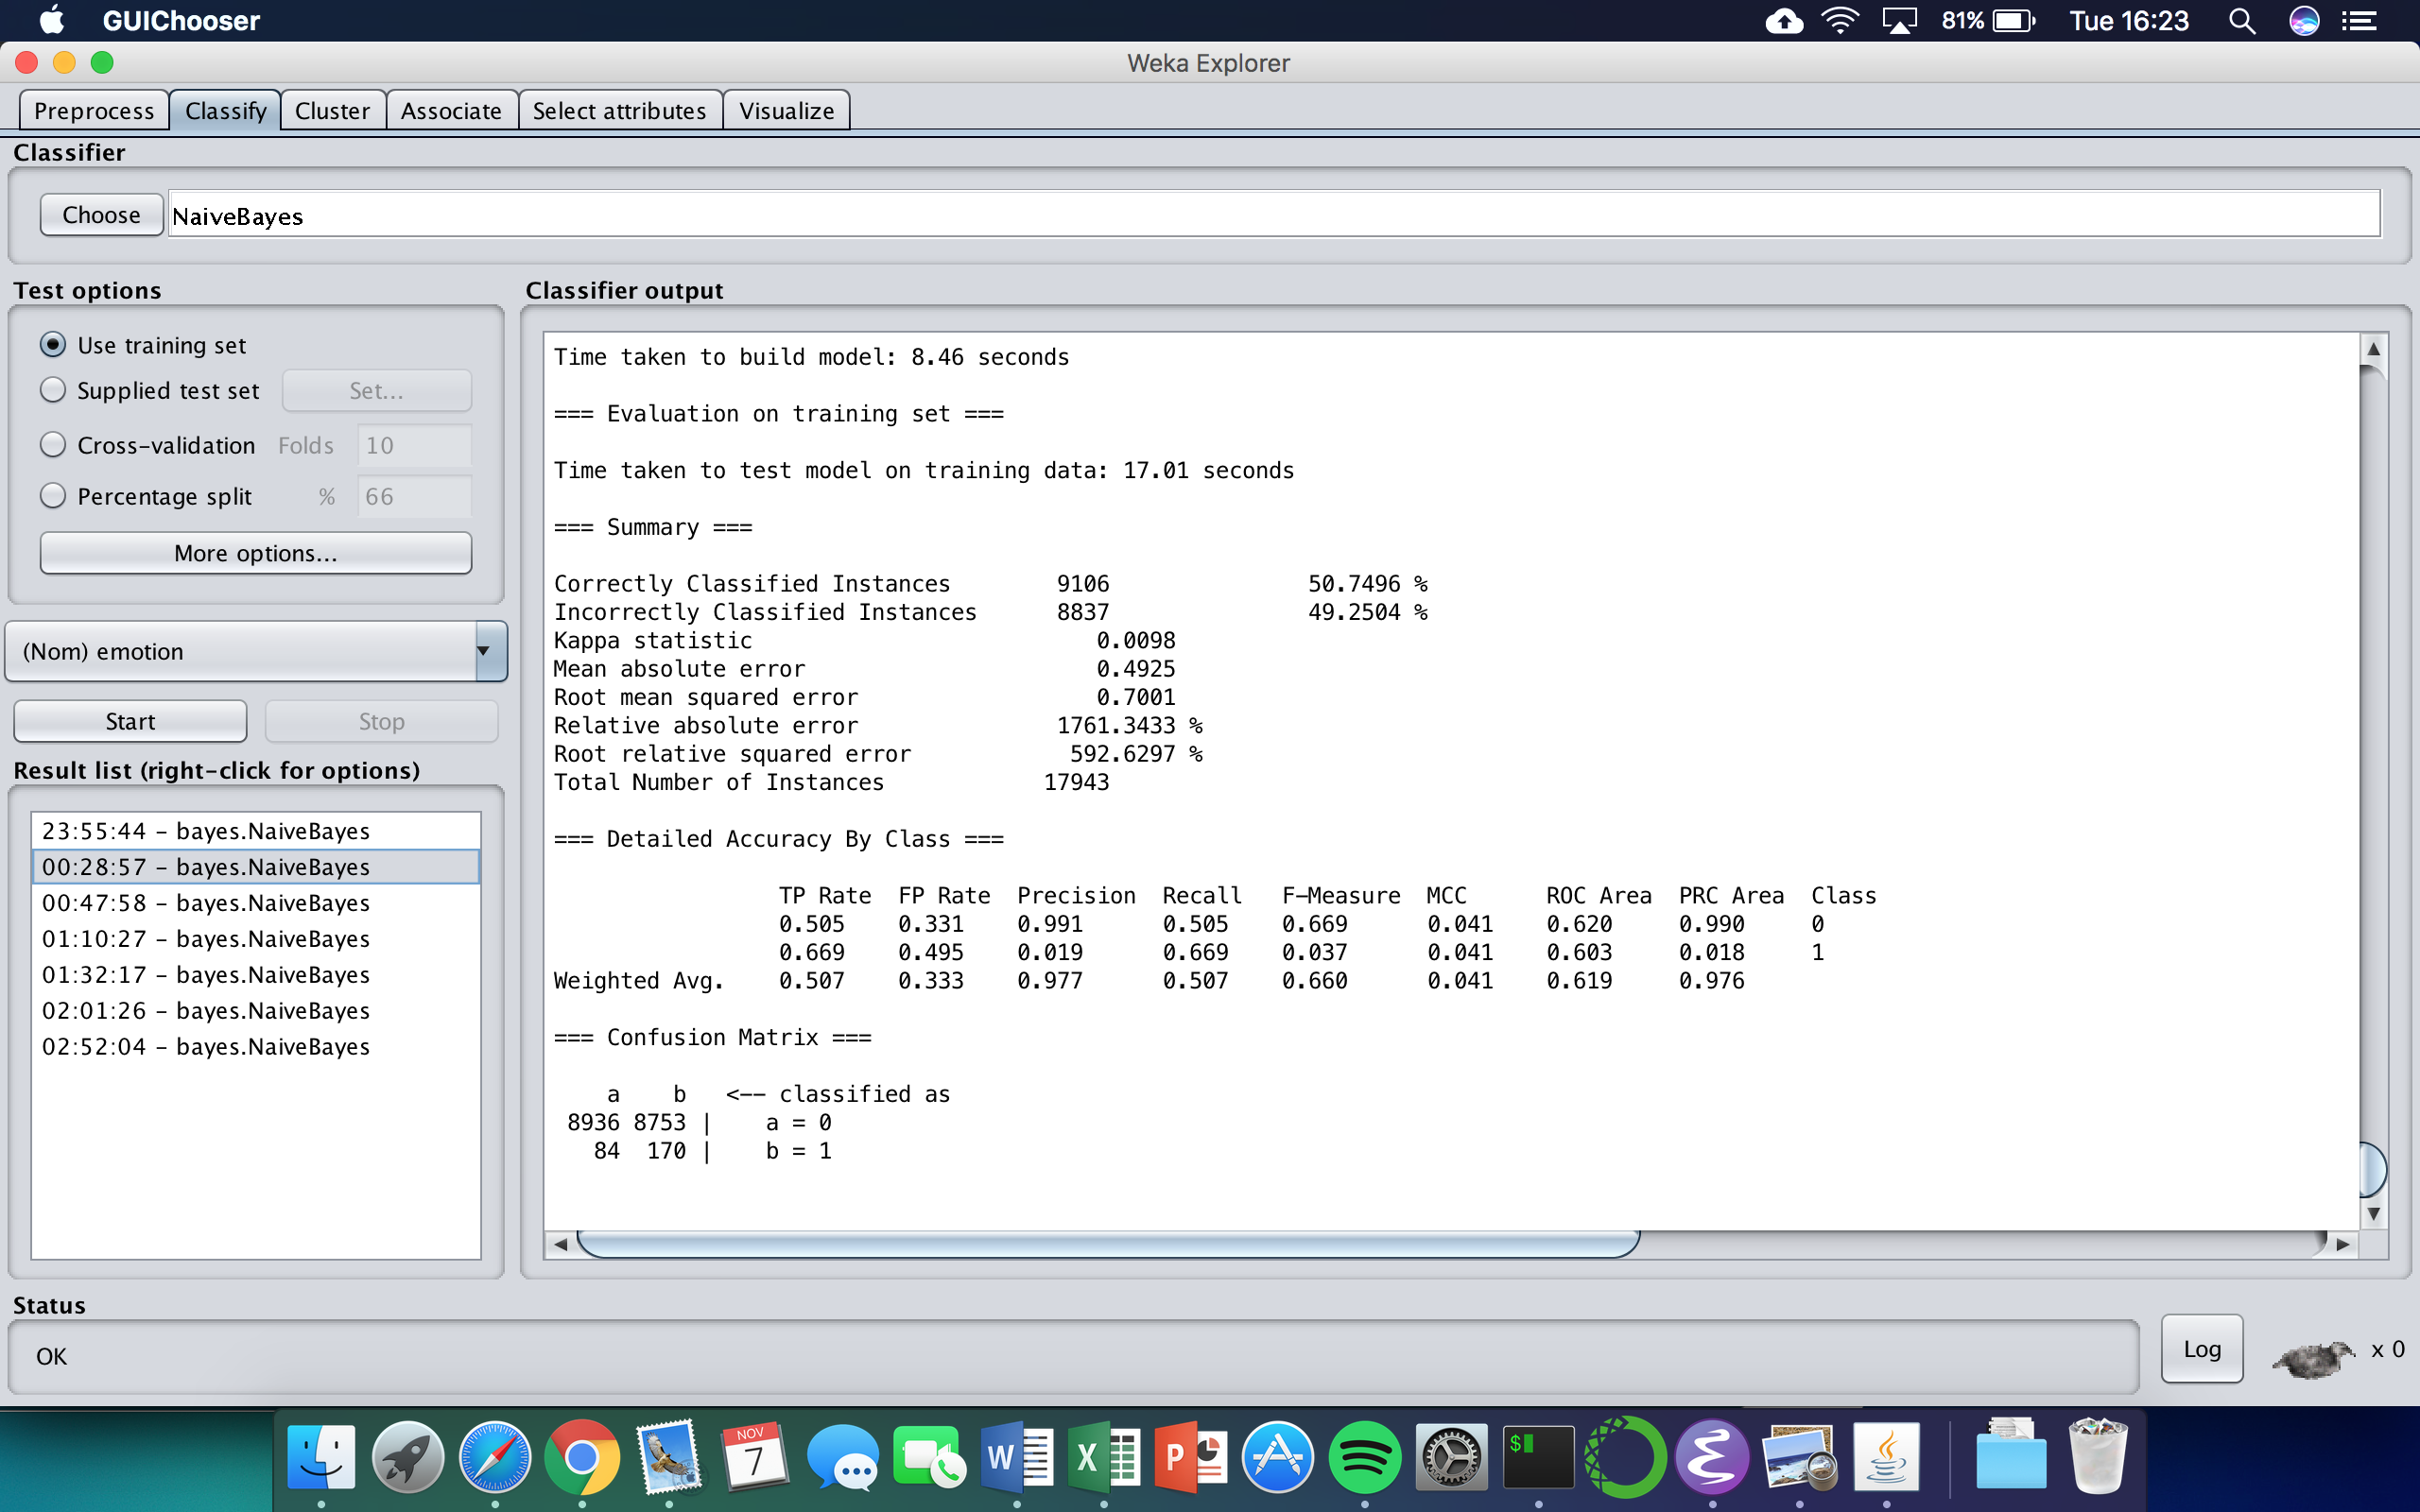 GUIChooser 81% Tue 16:23
Weka Explorer
Preprocess Classify Cluster Associate Select attributes Visualize
Classifier
Choose NaiveBayes
Test options
Use training set
Supplied test set Set...
Cross-validation Folds 10
Percentage split % 66
More options...
(Nom) emotion
Start Stop
Result list (right-click for options)
23:55:44 - bayes.NaiveBayes
00:28:57 - bayes.NaiveBayes
00:47:58 - bayes.NaiveBayes
01:10:27 - bayes.NaiveBayes
01:32:17 - bayes.NaiveBayes
02:01:26 - bayes.NaiveBayes
02:52:04 - bayes.NaiveBayes
Classifier output
Time taken to build model: 8.46 seconds
=== Evaluation on training set ===
Time taken to test model on training data: 17.01 seconds
=== Summary ===
Correctly Classified Instances 9106 50.7496 %
Incorrectly Classified Instances 8837 49.2504 %
Kappa statistic 0.0098
Mean absolute error 0.4925
Root mean squared error 0.7001
Relative absolute error 1761.3433 %
Root relative squared error 592.6297 %
Total Number of Instances 17943
=== Detailed Accuracy By Class ===
TP Rate FP Rate Precision Recall F-Measure MCC ROC Area PRC Area Class
0.505 0.331 0.991 0.505 0.669 0.041 0.620 0.990 0
0.669 0.495 0.019 0.669 0.037 0.041 0.603 0.018 1
Weighted Avg. 0.507 0.333 0.977 0.507 0.660 0.041 0.619 0.976
=== Confusion Matrix ===
a b <-- classified as
8936 8753 | a = 0
84 170 | b = 1
Status
OK
Log x 0
NOV
7
W X P $